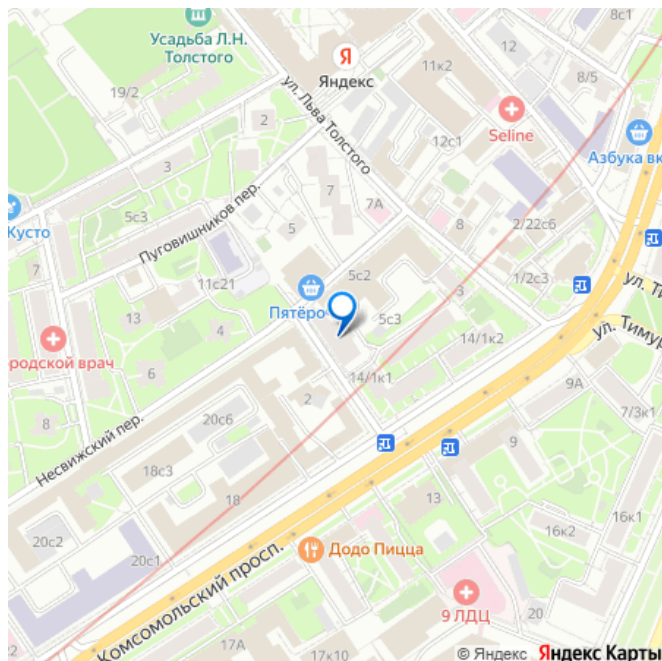 8с1
Усадьба Л.Н.
Толстого
Яндекс
11к2
12
8/5
19/2
ул. Льва Толстого
Seline
2
12с1
Азбука вк
3
7
7А
Кусто
5с3
Пуговишников пер.
5
8
2/22с6
7
11с21
5с2
1/2с3
3
Пятёро
5с3
ул. Ти
ул. Тимур
4
14/1к2
ородской врач
6
14/1к1
9А
2
7/3к1
8
Несвижский пер.
20с6
9
18с3
18
13
16к1
16к2
20с2
20с1
Додо Пицца
Комсомольский просп.
9 ЛДЦ
20
17А
17к10
© Яндекс Яндекс Карты